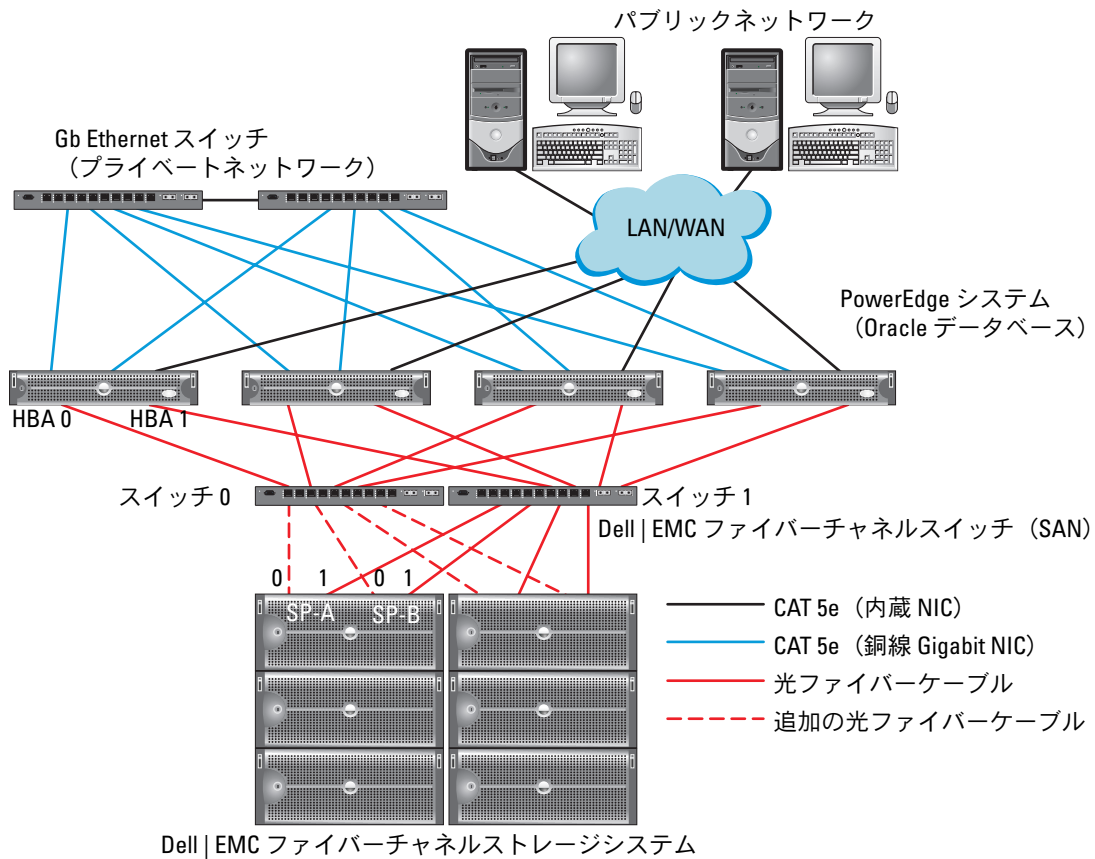 パブリックネットワーク
Gb Ethernet スイッチ
（プライベートネットワーク）
LAN/WAN
PowerEdge システム
（Oracle データベース）
HBA 0
HBA 1
スイッチ 0
スイッチ 1
Dell | EMC ファイバーチャネルスイッチ（SAN）
0 1 0 1
SP-A SP-B
CAT 5e（内蔵 NIC）
CAT 5e（銅線 Gigabit NIC）
光ファイバーケーブル
追加の光ファイバーケーブル
Dell | EMC ファイバーチャネルストレージシステム